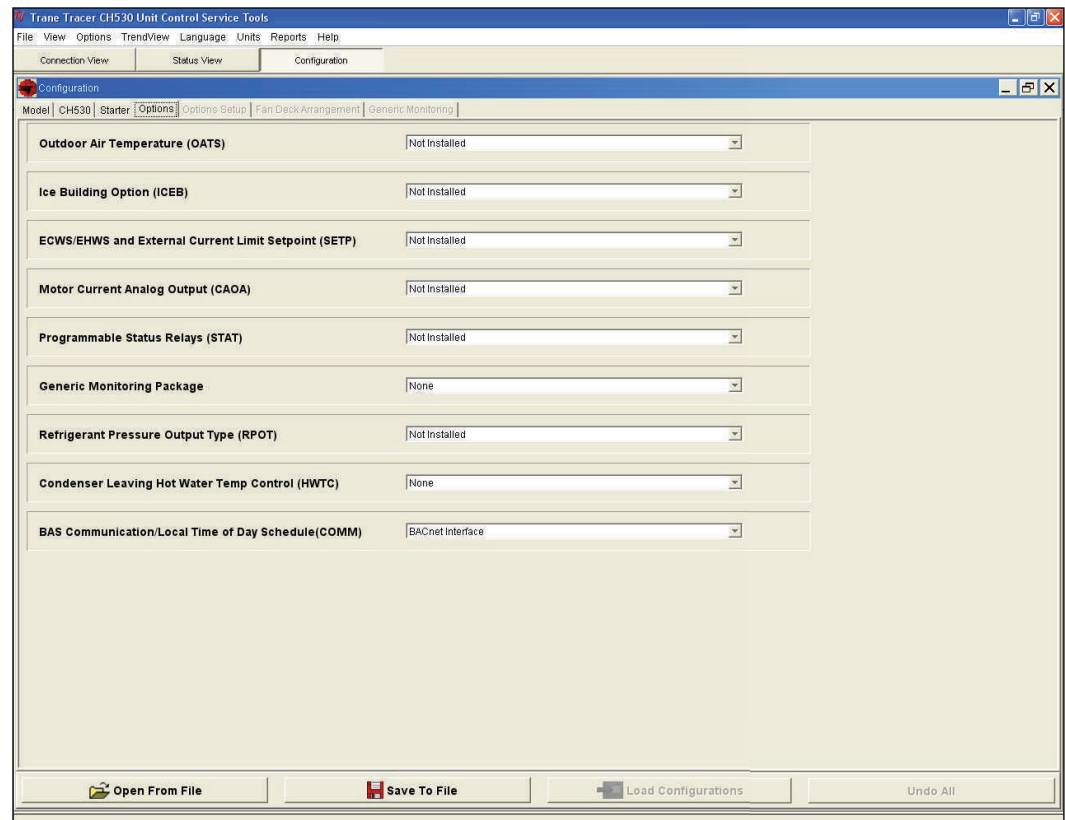 Trane Tracer CH530 Unit Control Service Tools
File View Options TrendView Language Units Reports Help
Connection View Status View Configuration
Configuration
Model CH530 Starter Options Options Setup Fan Deck Arrangement Generic Monitoring
Outdoor Air Temperature (OATS) Not Installed
Ice Building Option (ICEB) Not Installed
ECWS/EHWS and External Current Limit Setpoint (SETP) Not Installed
Motor Current Analog Output (CAOA) Not Installed
Programmable Status Relays (STAT) Not Installed
Generic Monitoring Package None
Refrigerant Pressure Output Type (RPOT) Not Installed
Condenser Leaving Hot Water Temp Control (HWTC) None
BAS Communication/Local Time of Day Schedule(COMM) BACnet Interface
Open From File Save To File Load Configurations Undo All